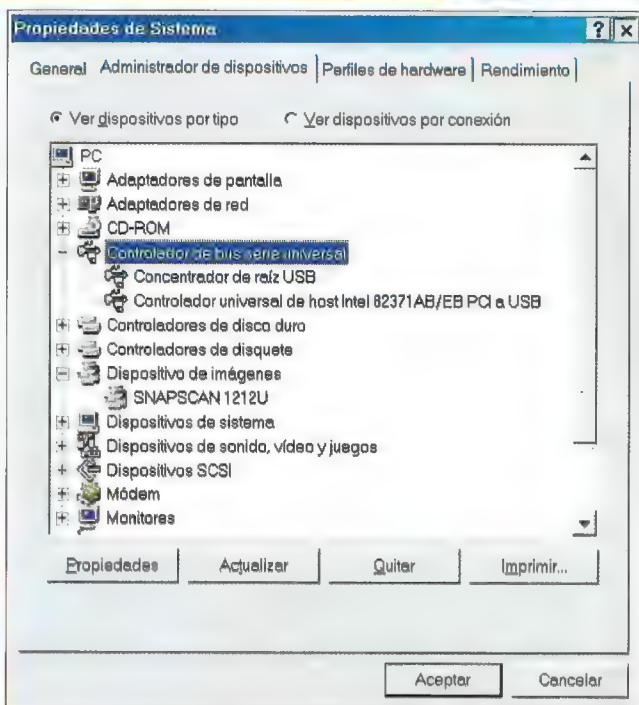 Propiedades de Sistema
General Administrador de dispositivos Perfiles de hardware Rendimiento
Ver dispositivos por tipo Ver dispositivos por conexión
PC
Adaptadores de pantalla
Adaptadores de red
CD-ROM
Controlador de bus serie universal
Concentrador de raíz USB
Controlador universal de host Intel 82371AB/EB PCI a USB
Controladores de disco duro
Controladores de disquete
Dispositivo de imágenes
SNAPSCAN 1212U
Dispositivos de sistema
Dispositivos de sonido, vídeo y juegos
Dispositivos SCSI
Módem
Monitores
Propiedades Actualizar Quitar Imprimir...
Aceptar Cancelar